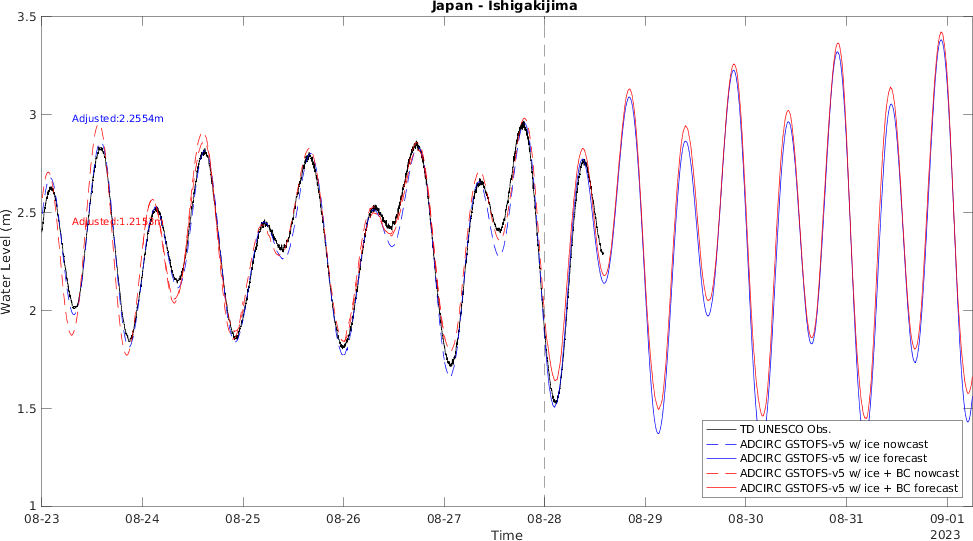 Japan - Ishigakijima
3.5
3
2.5
2
1.5
1
Water Level (m)
Adjusted:2.2554m
TD UNESCO Obs.
ADCIRC GSTOFS-v5 w/ ice nowcast
ADCIRC GSTOFS-v5 w/ ice forecast
ADCIRC GSTOFS-v5 w/ ice + BC nowcast
ADCIRC GSTOFS-v5 w/ ice + BC forecast
08-23
08-24
08-25
08-26
08-27
08-28
08-29
08-30
08-31
09-01
Time
2023